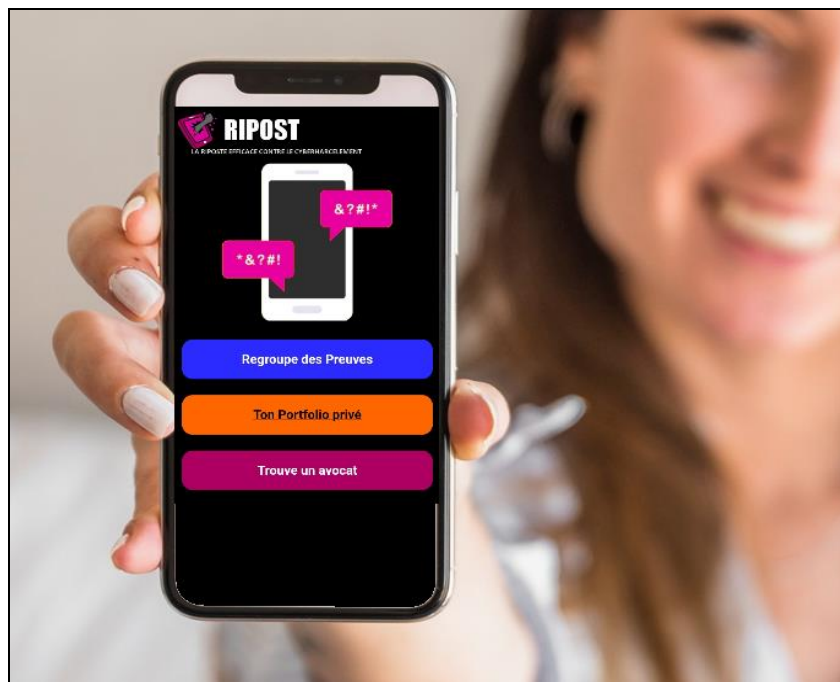 RIPOST
LA RIPOSTE EFFICACE CONTRE LE CYBERHARCELEMENT
&?#!*
*&?#!
Regroupe des Preuves
Ton Portfolio privé
Trouve un avocat